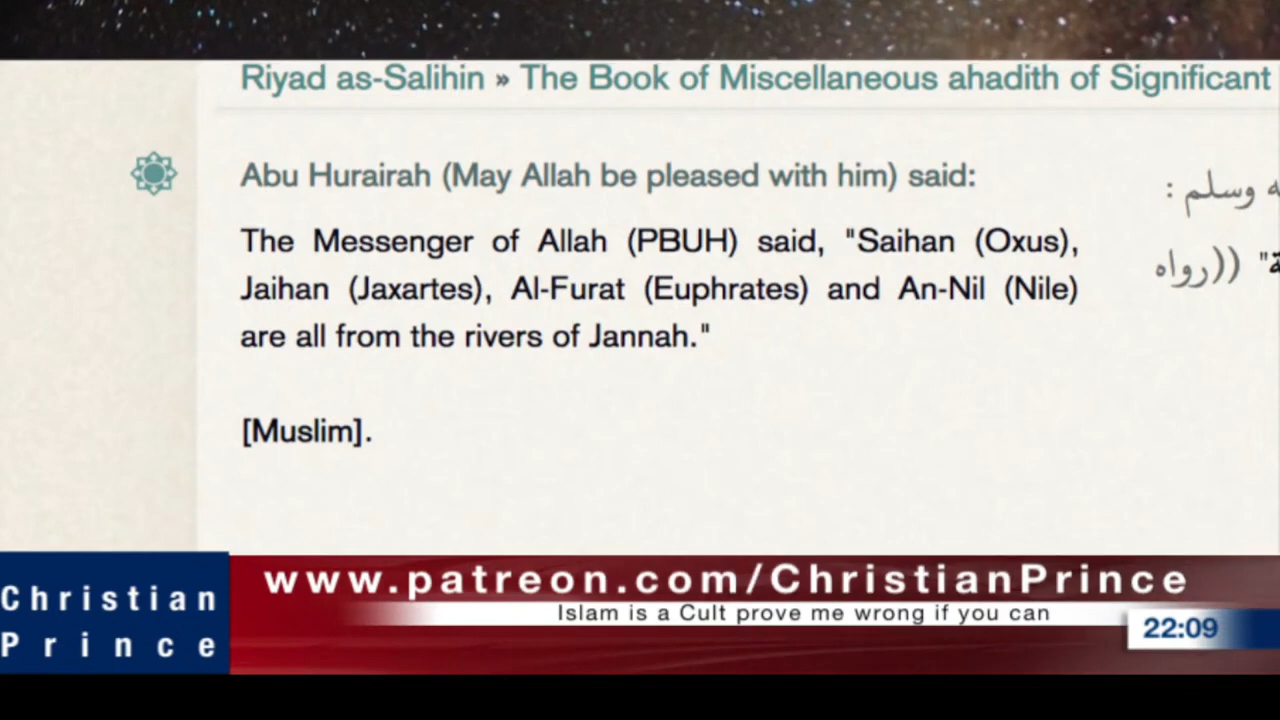 Riyad as-Salihin » The Book of Miscellaneous ahadith of Significant
Abu Hurairah (May Allah be pleased with him) said:
The Messenger of Allah (PBUH) said, "Saihan (Oxus),
Jaihan (Jaxartes), Al-Furat (Euphrates) and An-Nil (Nile)
are all from the rivers of Jannah."
[Muslim].
وسلم :
" ((رواه
Christian
Prince
www.patreon.com/ChristianPrince
Islam is a Cult prove me wrong if you can
22:09